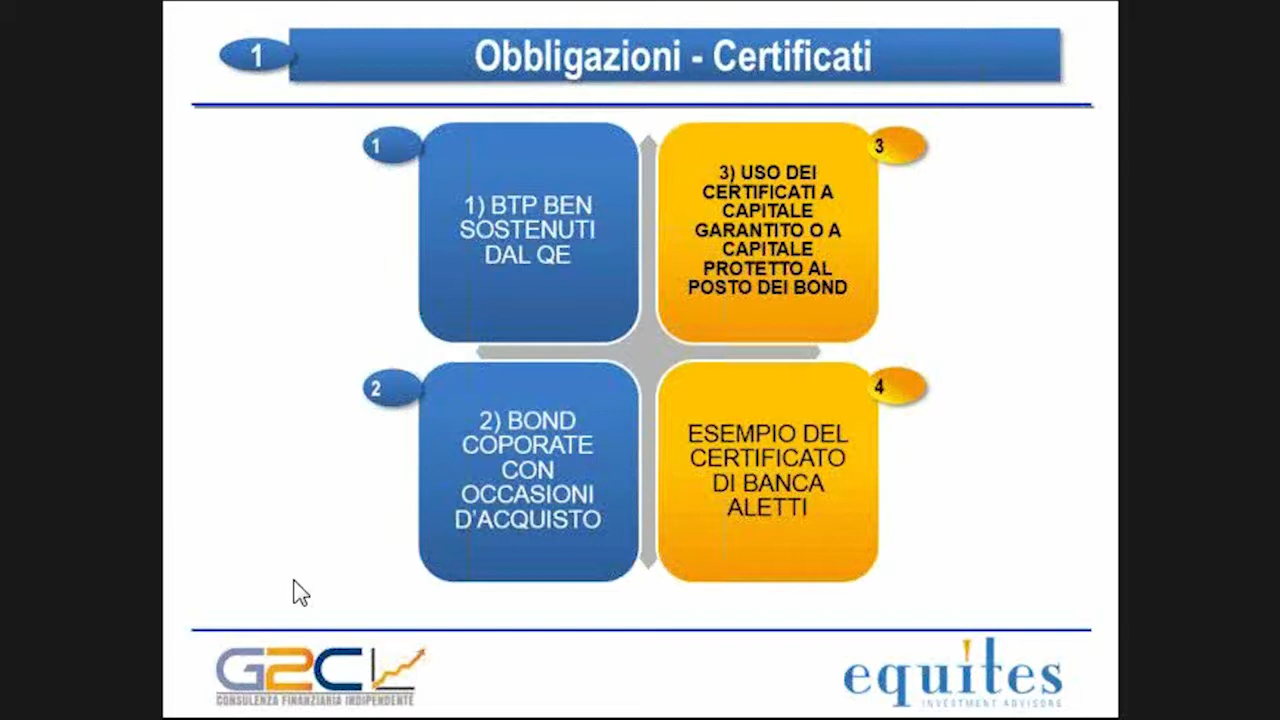 1
Obbligazioni - Certificati
1
1) BTP BEN
SOSTENUTI
DAL QE
3
3) USO DEI
CERTIFICATI A
CAPITALE
GARANTITO O A
CAPITALE
PROTETTO AL
POSTO DEI BOND
2
2) BOND
COPORATE
CON
OCCASIONI
D'ACQUISTO
4
ESEMPIO DEL
CERTIFICATO
DI BANCA
ALETTI
G2C
CONSULENZA FINANZIARIA INDIPENDENTE
equites
INVESTMENT ADVISORS